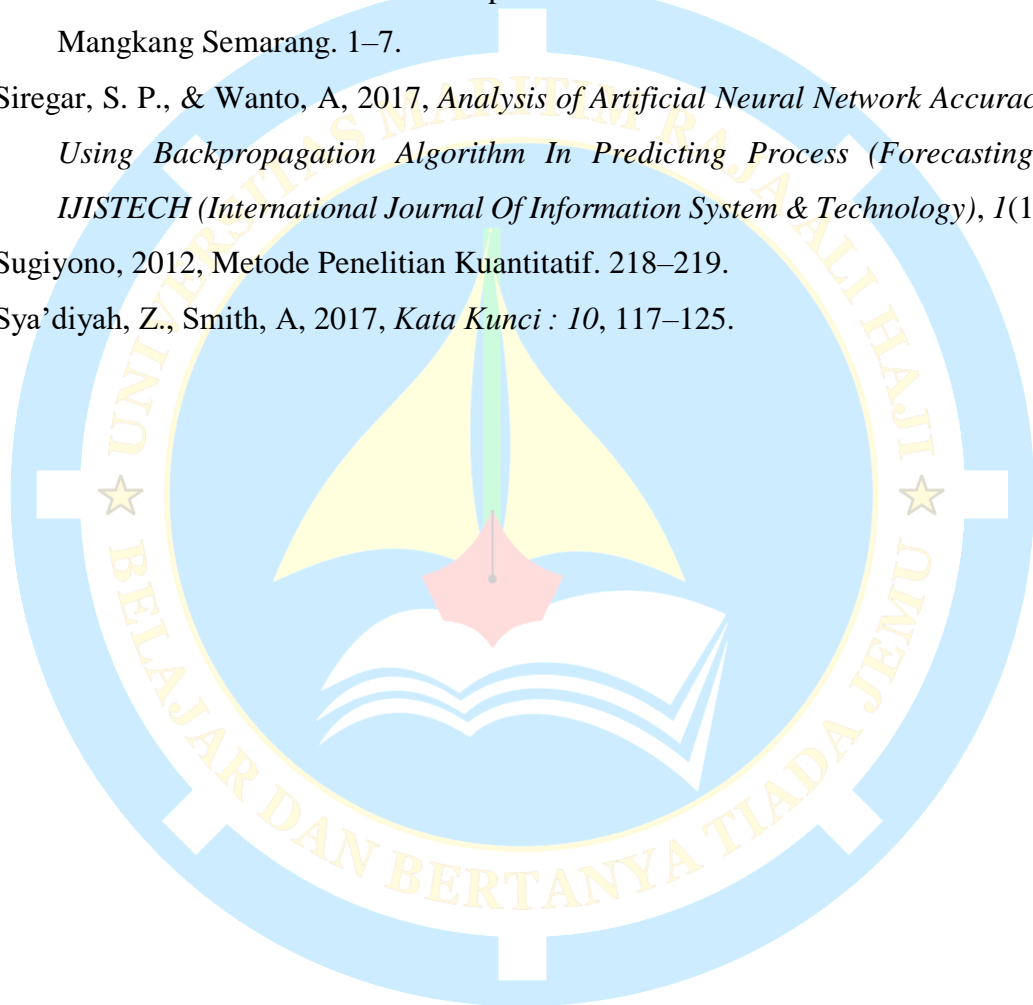 Mangkang Semarang. 1–7.
Siregar, S. P., & Wanto, A, 2017, Analysis of Artificial Neural Network
Using Backpropagation Algorithm In Predicting Process (Forecasting
IJISTECH (International Journal Of Information System & Technology), 1(1
Sugiyono, 2012, Metode Penelitian Kuantitatif. 218–219.
Sya’diyah, Z., Smith, A, 2017, Kata Kunci : 10, 117–125.
UNIVERSITAS MARITIM RAJA ALI HAJI
BELAJAR DAN BERTANYA TIADA JEMU